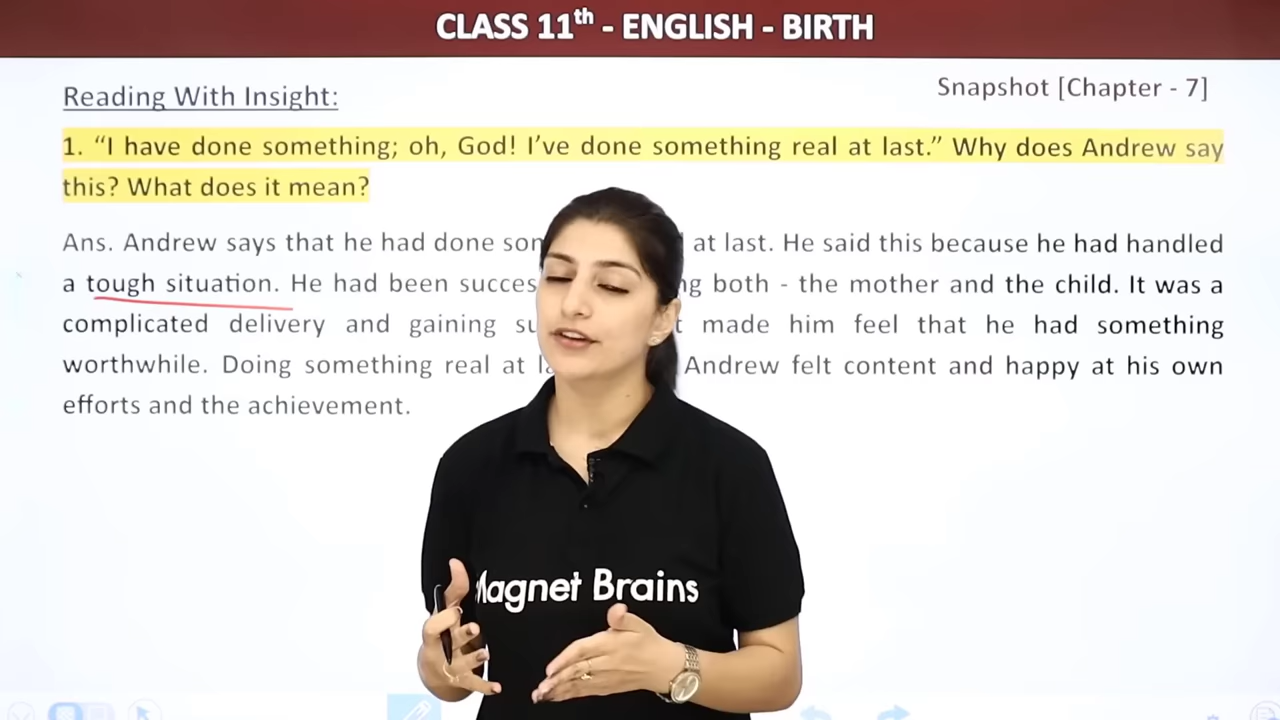 CLASS 11th - ENGLISH - BIRTH
Reading With Insight:
Snapshot [Chapter - 7]
1. “I have done something; oh, God! I’ve done something real at last.” Why does Andrew say
this? What does it mean?
Ans. Andrew says that he had done at last. He said this because he had handled
a tough situation. He had been both - the mother and the child. It was a
complicated delivery and gaining made him feel that he had something
worthwhile. Doing something real at Andrew felt content and happy at his own
efforts and the achievement.
Magnet Brains